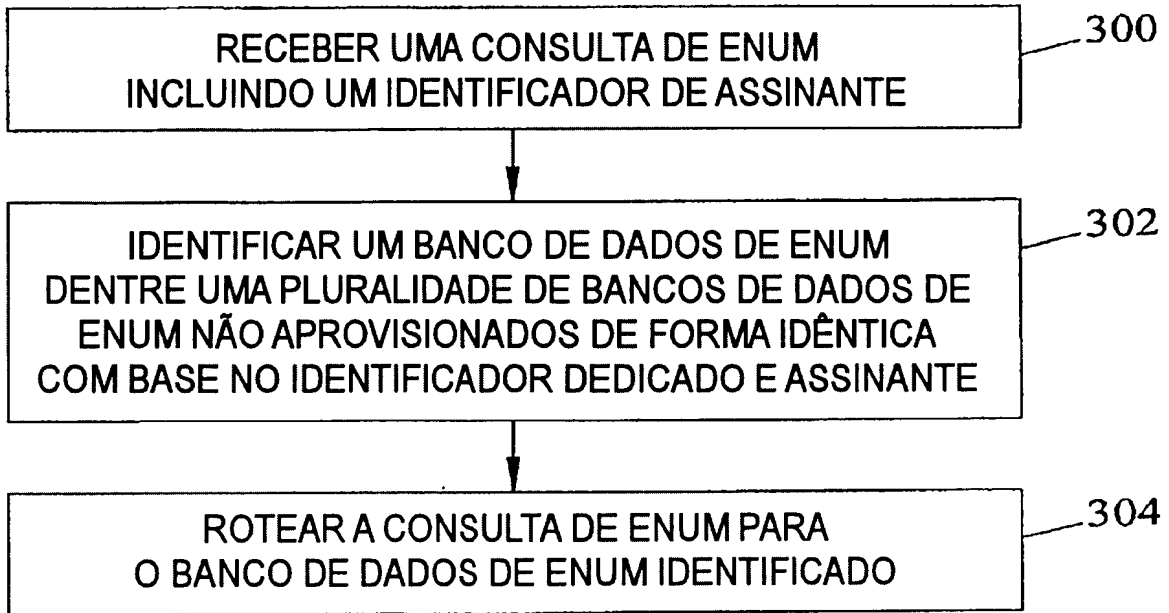 RECEBER UMA CONSULTA DE ENUM
INCLUINDO UM IDENTIFICADOR DE ASSINANTE
300
IDENTIFICAR UM BANCO DE DADOS DE ENUM
DENTRE UMA PLURALIDADE DE BANCOS DE DADOS DE
ENUM NÃO APROVISIONADOS DE FORMA IDÊNTICA
COM BASE NO IDENTIFICADOR DEDICADO E ASSINANTE
302
ROTEAR A CONSULTA DE ENUM PARA
O BANCO DE DADOS DE ENUM IDENTIFICADO
304